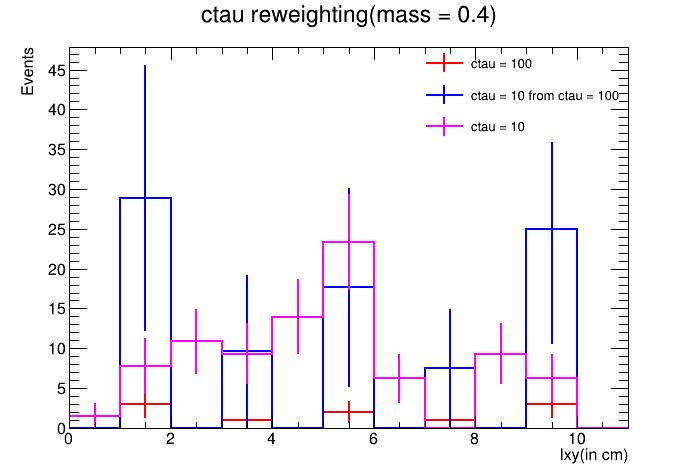 ctau reweighting(mass = 0.4)
Events
45
40
35
30
25
20
15
10
5
0
ctau = 100
ctau = 10 from ctau = 100
ctau = 10
0 2 4 6 8 10
lxy(in cm)